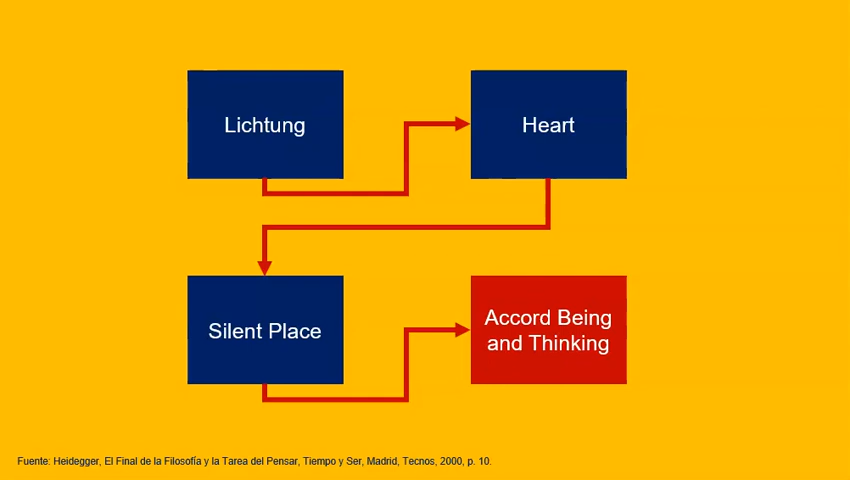 Lichtung
Heart
Silent Place
Accord Being
and Thinking
Fuente: Heidegger, El Final de la Filosofía y la Tarea del Pensar, Tiempo y Ser, Madrid, Tecnos, 2000, p. 10.